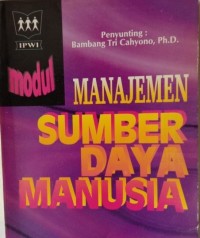 IPWI
Penyunting :
Bambang Tri Cahyono, Ph.D.
modul
MANAJEMEN
SUMBER
DAYA
MANUSIA